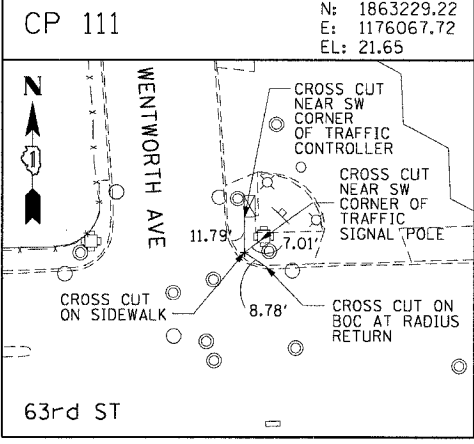 CP 111
N: 1863229.22
E: 1176067.72
EL: 21.65
N
1
WENTWORTH AVE
CROSS CUT
NEAR SW
CORNER
OF TRAFFIC
CONTROLLER
CROSS CUT
NEAR SW
CORNER OF
TRAFFIC
SIGNAL POLE
11.79'
7.01'
CROSS CUT
ON SIDEWALK
8.78'
CROSS CUT ON
BOC AT RADIUS
RETURN
63rd ST